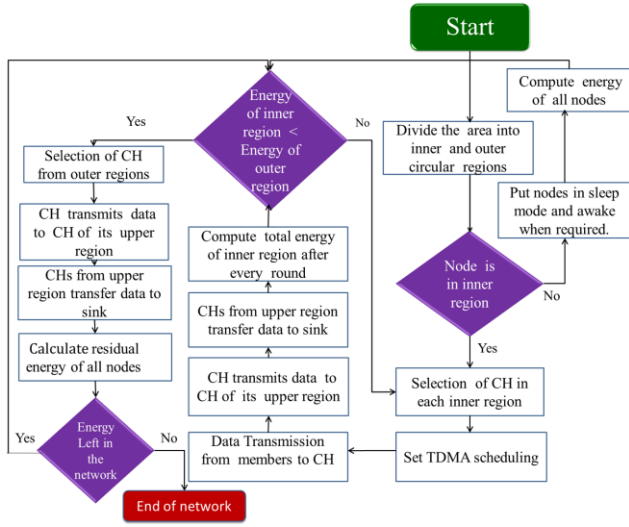 Start
Energy
of inner
region <
Energy of
outer
region
Yes
No
Compute energy
of all nodes
Divide the area into
inner and outer
circular regions
Selection of CH
from outer regions
Put nodes in sleep
mode and awake
when required.
CH transmits data
to CH of its upper
region
Compute total energy
of inner region after
every round
Node is
in inner
region
No
Yes
CHs from upper
region transfer data to
sink
CHs from upper region
transfer data to sink
Calculate residual
energy of all nodes
CH transmits data to
CH of its upper region
Selection of CH in
each inner region
Energy
Left in
the
network
Yes
No
Data Transmission
from members to CH
Set TDMA scheduling
End of network